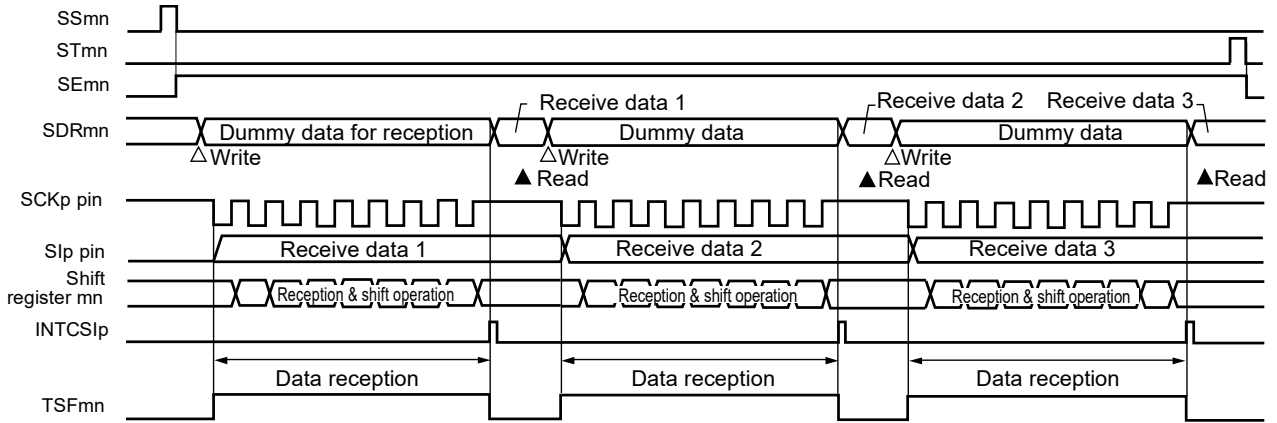 SSmn
STmn
SEmn
Receive data 1
Receive data 2
Receive data 3
SDRmn
Dummy data for reception
Dummy data
Dummy data
△Write
△Write
△Write
▲Read
▲Read
▲Read
SCKp pin
SIp pin
Receive data 1
Receive data 2
Receive data 3
Shift
register mn
Reception & shift operation
Reception & shift operation
Reception & shift operation
INTCSIp
Data reception
Data reception
Data reception
TSFmn